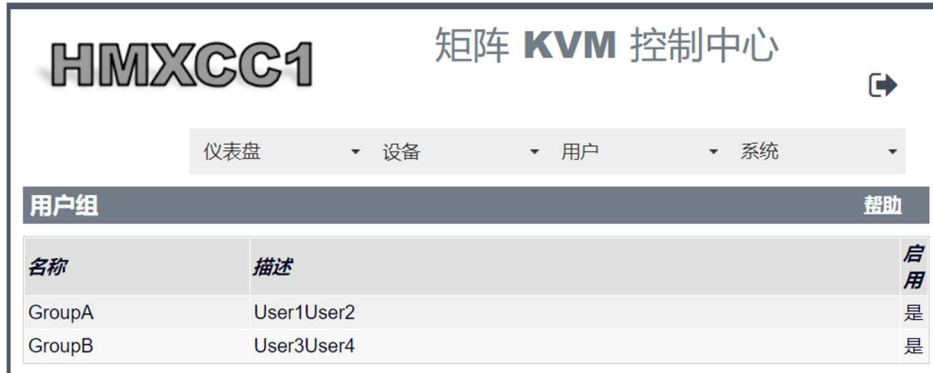 HMXCC1
矩阵 KVM 控制中心
仪表盘 设备 用户 系统
用户组 帮助
名称 描述 启用
GroupA User1User2 是
GroupB User3User4 是